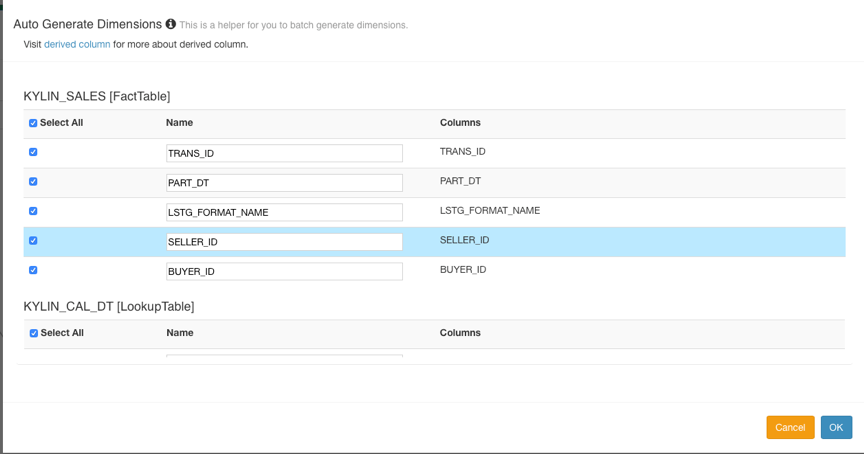 Auto Generate Dimensions This is a helper for you to batch generate dimensions.
Visit derived column for more about derived column.
KYLIN_SALES [FactTable]
Select All Name Columns
TRANS_ID TRANS_ID
PART_DT PART_DT
LSTG_FORMAT_NAME LSTG_FORMAT_NAME
SELLER_ID SELLER_ID
BUYER_ID BUYER_ID
KYLIN_CAL_DT [LookupTable]
Select All Name Columns
Cancel OK